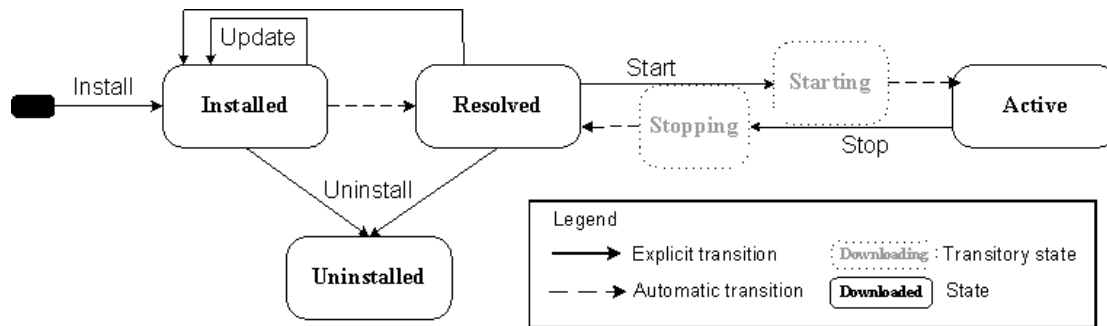 Update
Install
Installed
Resolved
Start
Starting
Active
Stopping
Stop
Uninstall
Uninstalled
Legend
Explicit transition
Downloading : Transitory state
Automatic transition
Downloaded State